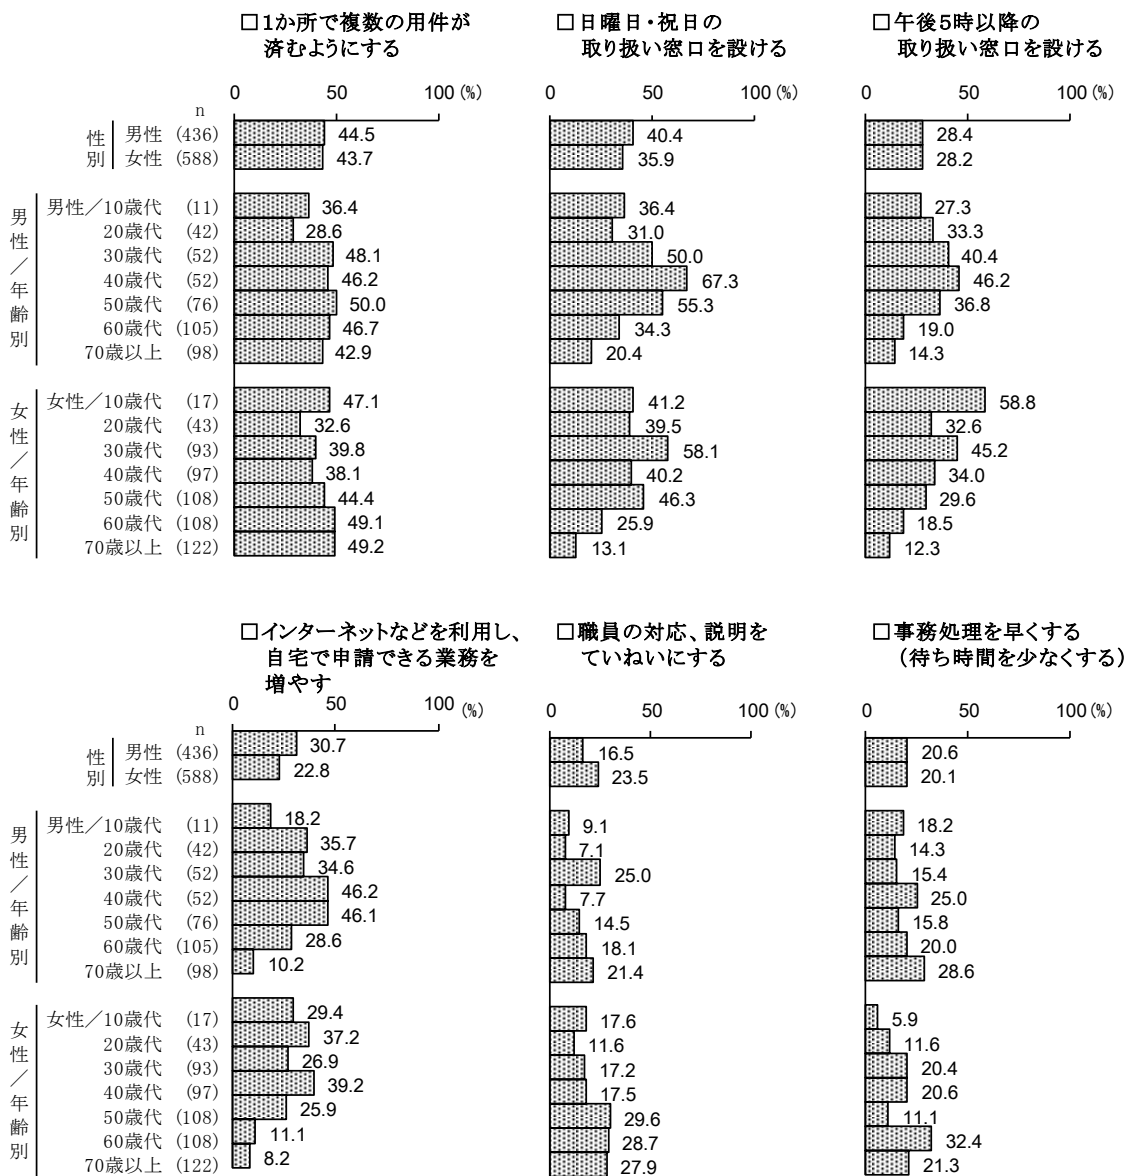 □1か所で複数の用件が
済むようにする
□日曜日・祝日の
取り扱い窓口を設ける
□午後5時以降の
取り扱い窓口を設ける
0 50 100 (%)
0 50 100 (%)
0 50 100 (%)
n
性別
男性 (436) 44.5 40.4 28.4
女性 (588) 43.7 35.9 28.2
男性／年齢別
男性／10歳代 (11) 36.4 36.4 27.3
20歳代 (42) 28.6 31.0 33.3
30歳代 (52) 48.1 50.0 40.4
40歳代 (52) 46.2 67.3 46.2
50歳代 (76) 50.0 55.3 36.8
60歳代 (105) 46.7 34.3 19.0
70歳以上 (98) 42.9 20.4 14.3
女性／年齢別
女性／10歳代 (17) 47.1 41.2 58.8
20歳代 (43) 32.6 39.5 32.6
30歳代 (93) 39.8 58.1 45.2
40歳代 (97) 38.1 40.2 34.0
50歳代 (108) 44.4 46.3 29.6
60歳代 (108) 49.1 25.9 18.5
70歳以上 (122) 49.2 13.1 12.3
□インターネットなどを利用し、
自宅で申請できる業務を
増やす
□職員の対応、説明を
ていねいにする
□事務処理を早くする
（待ち時間を少なくする）
0 50 100 (%)
0 50 100 (%)
0 50 100 (%)
n
性別
男性 (436) 30.7 16.5 20.6
女性 (588) 22.8 23.5 20.1
男性／年齢別
男性／10歳代 (11) 18.2 9.1 18.2
20歳代 (42) 35.7 7.1 14.3
30歳代 (52) 34.6 25.0 15.4
40歳代 (52) 46.2 7.7 25.0
50歳代 (76) 46.1 14.5 15.8
60歳代 (105) 28.6 18.1 20.0
70歳以上 (98) 10.2 21.4 28.6
女性／年齢別
女性／10歳代 (17) 29.4 17.6 5.9
20歳代 (43) 37.2 11.6 11.6
30歳代 (93) 26.9 17.2 20.4
40歳代 (97) 39.2 17.5 20.6
50歳代 (108) 25.9 29.6 11.1
60歳代 (108) 11.1 28.7 32.4
70歳以上 (122) 8.2 27.9 21.3